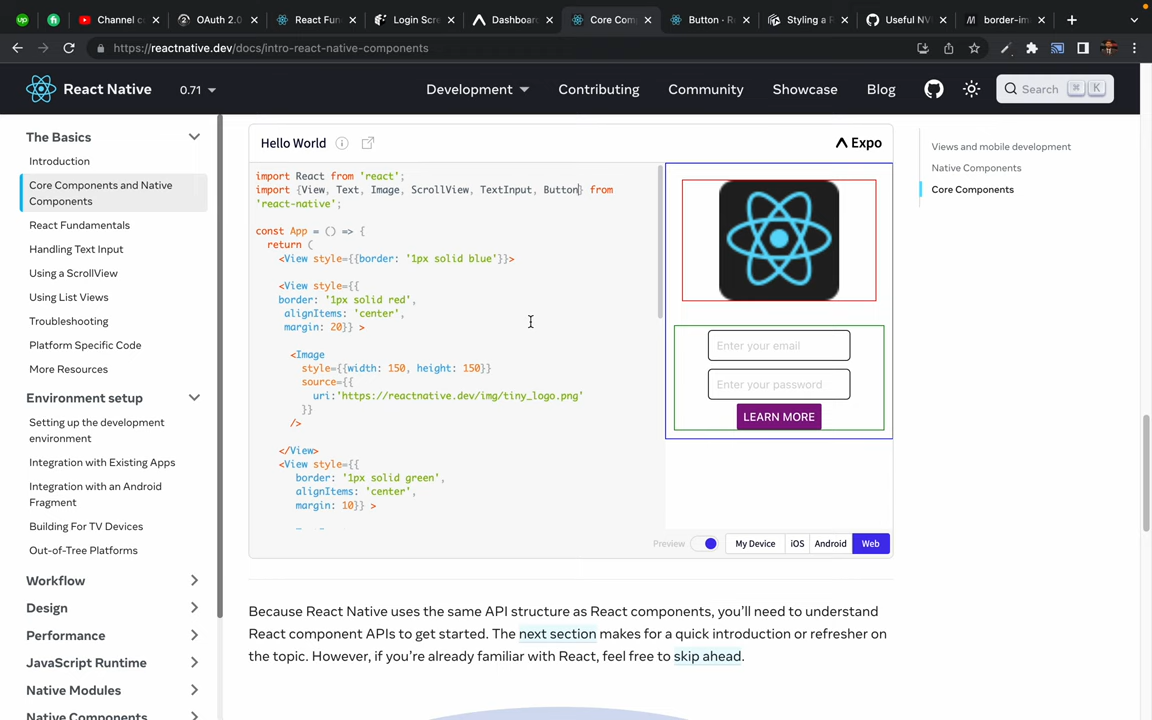 Channel c
OAuth 2.0
React Fun
Login Scre
Dashboar
Core Com
Button · R
Styling a R
Useful NV
border-im
https://reactnative.dev/docs/intro-react-native-components
React Native
0.71
Development
Contributing
Community
Showcase
Blog
Search
⌘
K
The Basics
Introduction
Core Components and Native
Components
React Fundamentals
Handling Text Input
Using a ScrollView
Using List Views
Troubleshooting
Platform Specific Code
More Resources
Environment setup
Setting up the development
environment
Integration with Existing Apps
Integration with an Android
Fragment
Building For TV Devices
Out-of-Tree Platforms
Workflow
Design
Performance
JavaScript Runtime
Native Modules
Native Components
Hello World
Expo
import React from 'react';
import {View, Text, Image, ScrollView, TextInput, Button} from
'react-native';
const App = () => {
return (
<View style={{border: '1px solid blue'}}>
<View style={{
border: '1px solid red',
alignItems: 'center',
margin: 20}} >
<Image
style={{width: 150, height: 150}}
source={{
uri:'https://reactnative.dev/img/tiny_logo.png'
}}
/>
</View>
<View style={{
border: '1px solid green',
alignItems: 'center',
margin: 10}} >
Enter your email
Enter your password
LEARN MORE
Preview
My Device
iOS
Android
Web
Because React Native uses the same API structure as React components, you'll need to understand
React component APIs to get started. The next section makes for a quick introduction or refresher on
the topic. However, if you're already familiar with React, feel free to skip ahead.
Views and mobile development
Native Components
Core Components